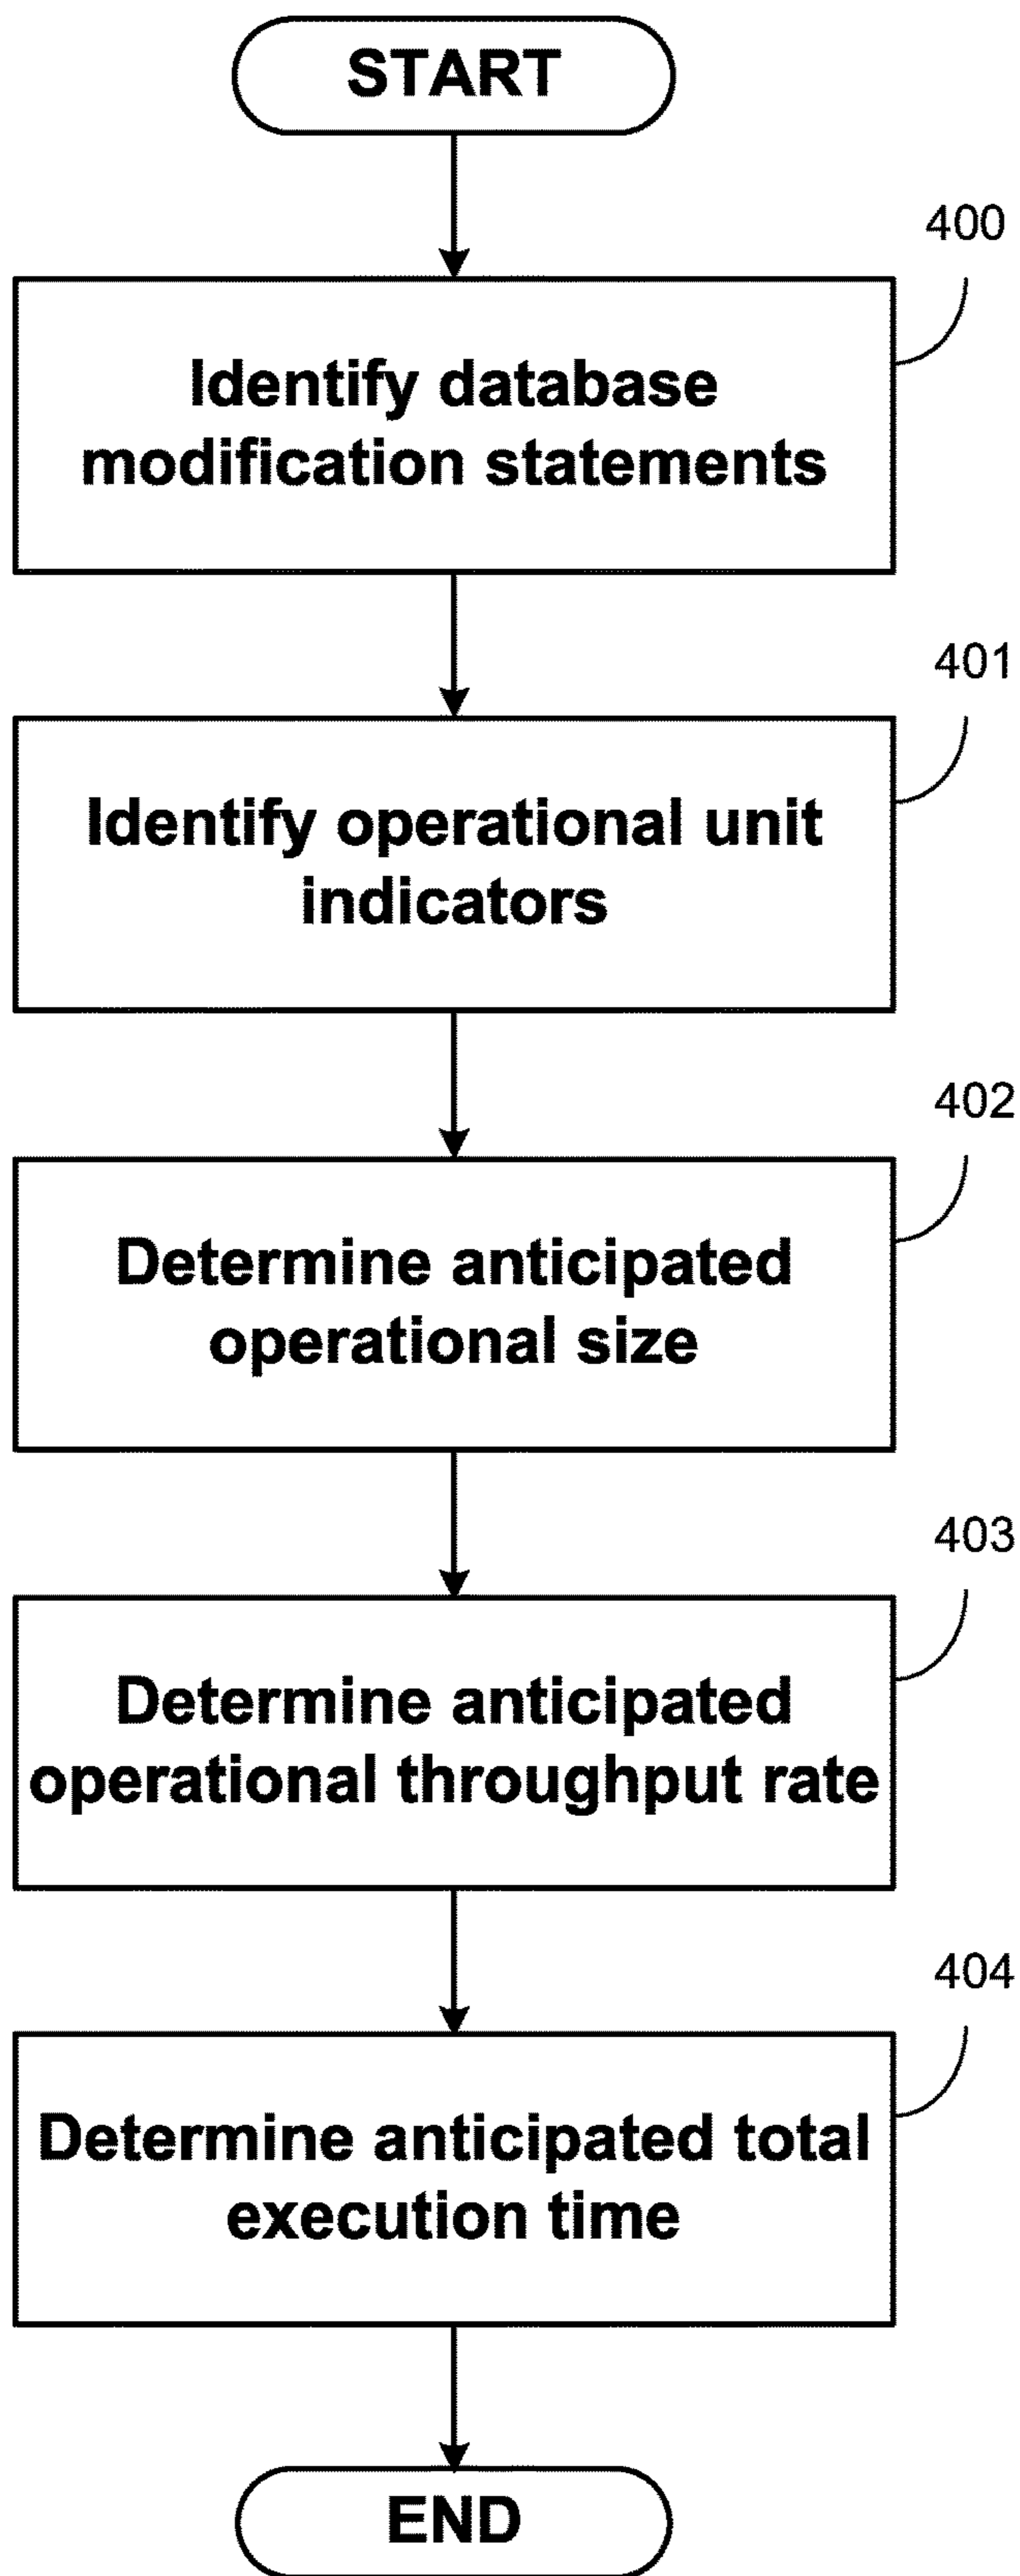 START
400
Identify database
modification statements
401
Identify operational unit
indicators
402
Determine anticipated
operational size
403
Determine anticipated
operational throughput rate
404
Determine anticipated total
execution time
END